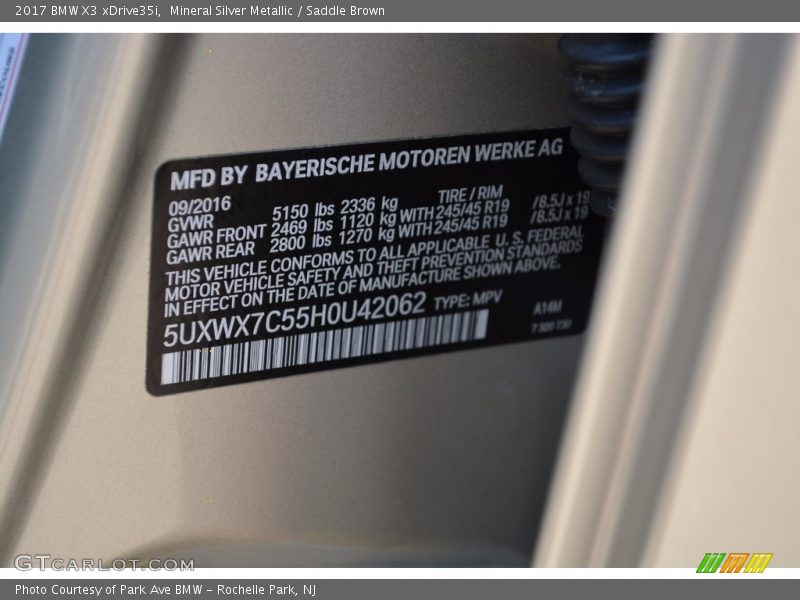 2017 BMW X3 xDrive35i,  Mineral Silver Metallic / Saddle Brown
MFD BY BAYERISCHE MOTOREN WERKE AG
09/2016
TIRE / RIM
GVWR 5150 lbs 2336 kg
GAWR FRONT 2469 lbs 1120 kg WITH 245/45 R19 /8.5J x 19
GAWR REAR 2800 lbs 1270 kg WITH 245/45 R19 /8.5J x 19
THIS VEHICLE CONFORMS TO ALL APPLICABLE U.S. FEDERAL
MOTOR VEHICLE SAFETY AND THEFT PREVENTION STANDARDS
IN EFFECT ON THE DATE OF MANUFACTURE SHOWN ABOVE.
5UXWX7C55H0U42062 TYPE: MPV
A14M
7 320 730
GTCARLOT.COM
Photo Courtesy of Park Ave BMW – Rochelle Park, NJ